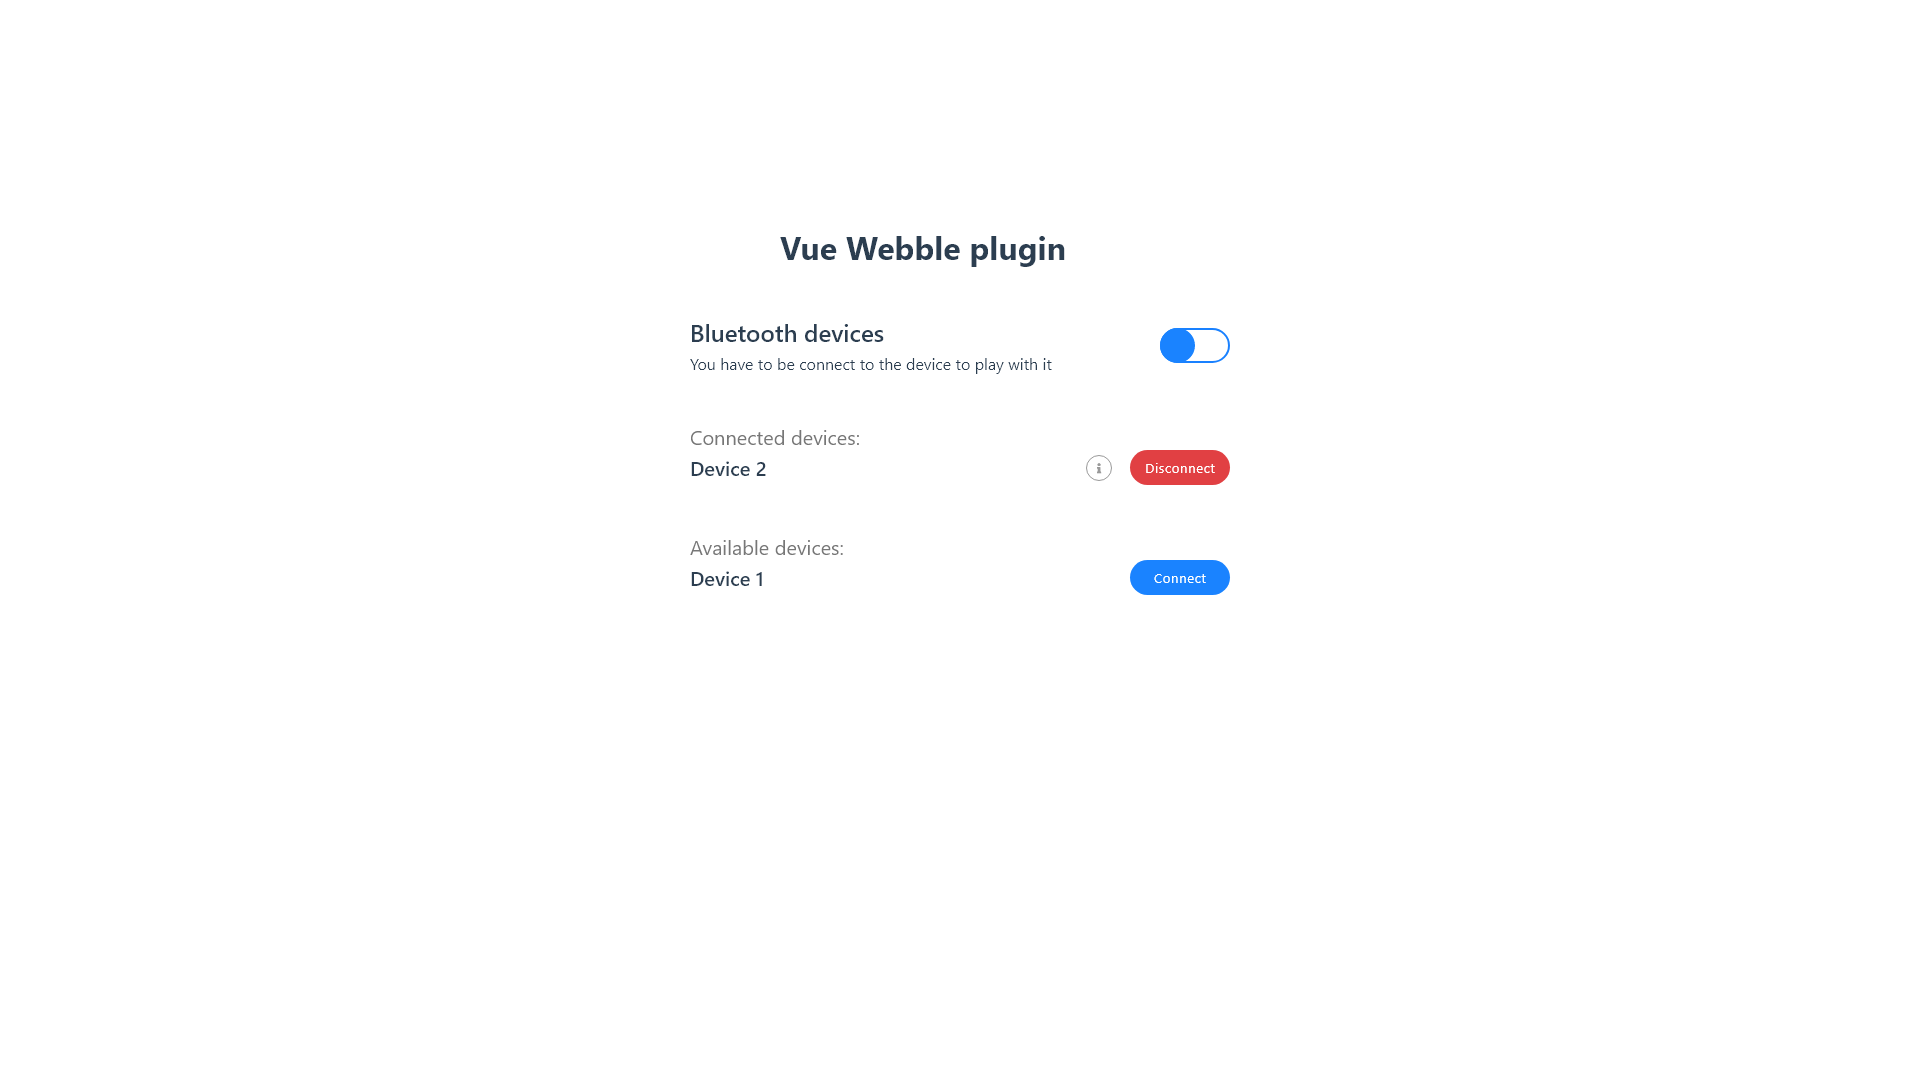 Vue Webble plugin
Bluetooth devices
You have to be connect to the device to play with it
Connected devices:
Device 2
Disconnect
Available devices:
Device 1
Connect